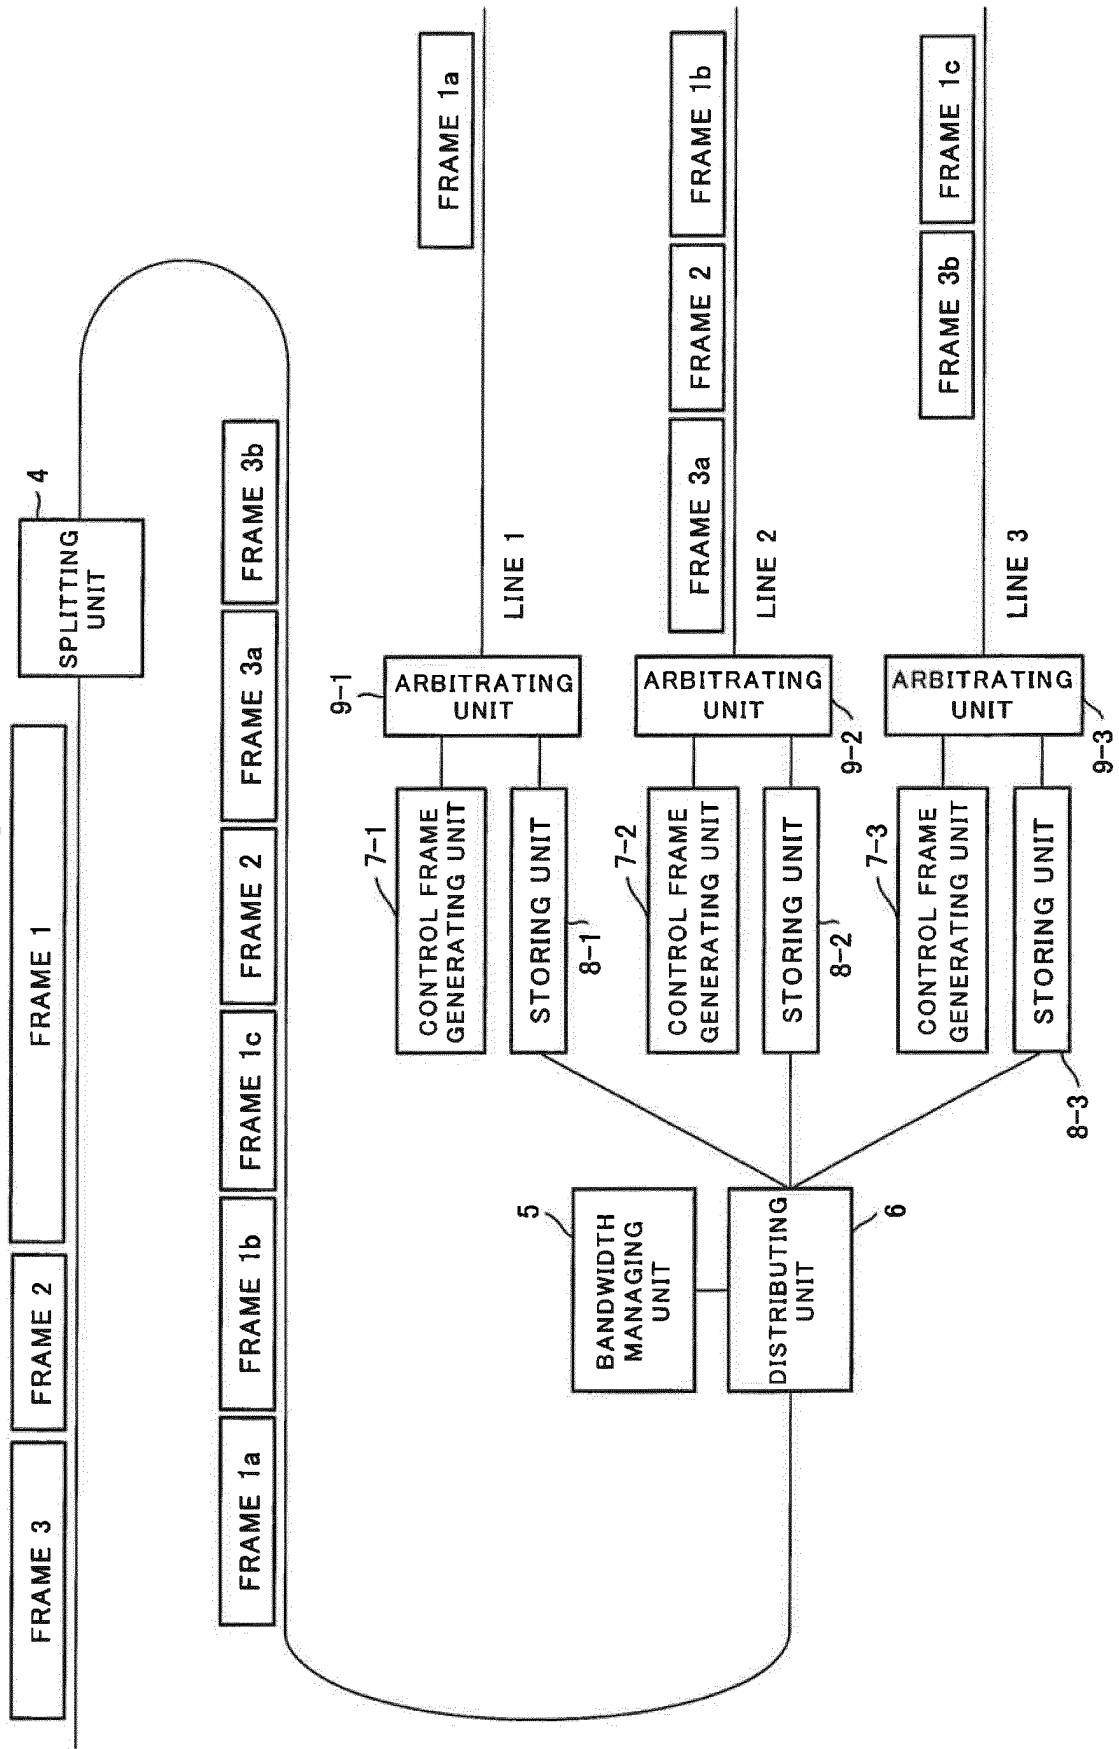 FRAME 3
FRAME 2
FRAME 1
SPLITTING
UNIT
4
FRAME 1a
FRAME 1b
FRAME 1c
FRAME 2
FRAME 3a
FRAME 3b
BANDWIDTH
MANAGING
UNIT
5
DISTRIBUTING
UNIT
6
CONTROL FRAME
GENERATING UNIT
7-1
STORING UNIT
8-1
ARBITRATING
UNIT
9-1
LINE 1
FRAME 1a
CONTROL FRAME
GENERATING UNIT
7-2
STORING UNIT
8-2
ARBITRATING
UNIT
9-2
LINE 2
FRAME 3a
FRAME 2
FRAME 1b
CONTROL FRAME
GENERATING UNIT
7-3
STORING UNIT
8-3
ARBITRATING
UNIT
9-3
LINE 3
FRAME 3b
FRAME 1c